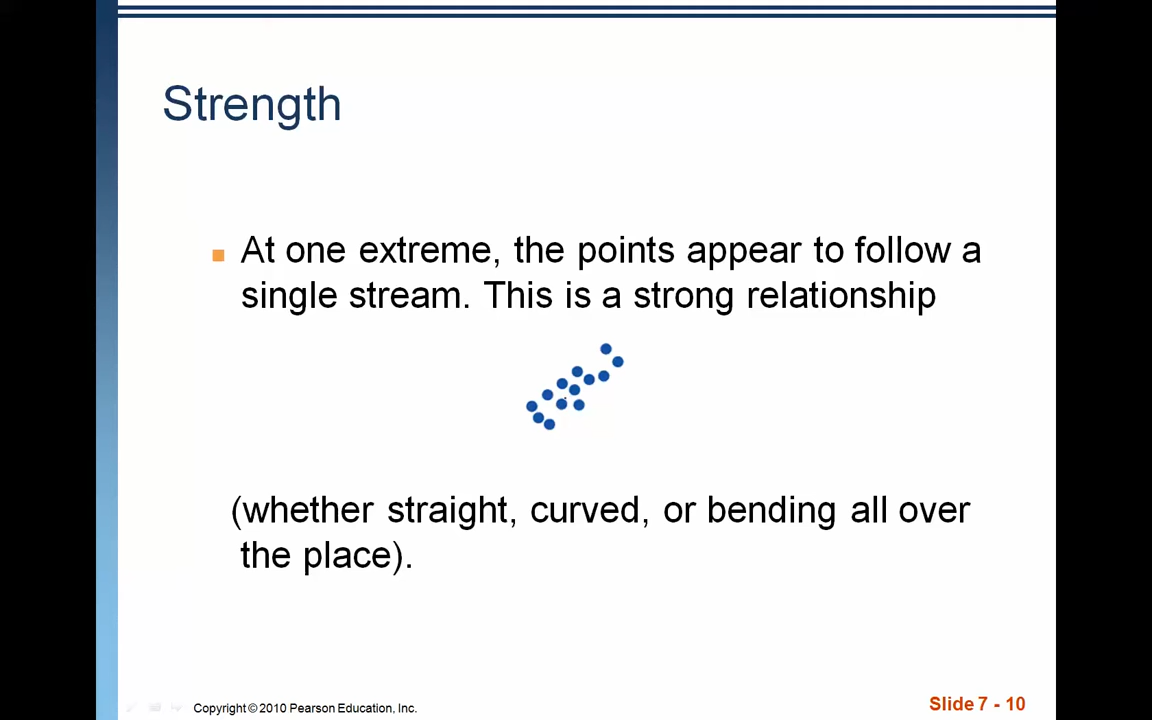 Strength
At one extreme, the points appear to follow a
single stream. This is a strong relationship
(whether straight, curved, or bending all over
the place).
Copyright © 2010 Pearson Education, Inc.
Slide 7 - 10